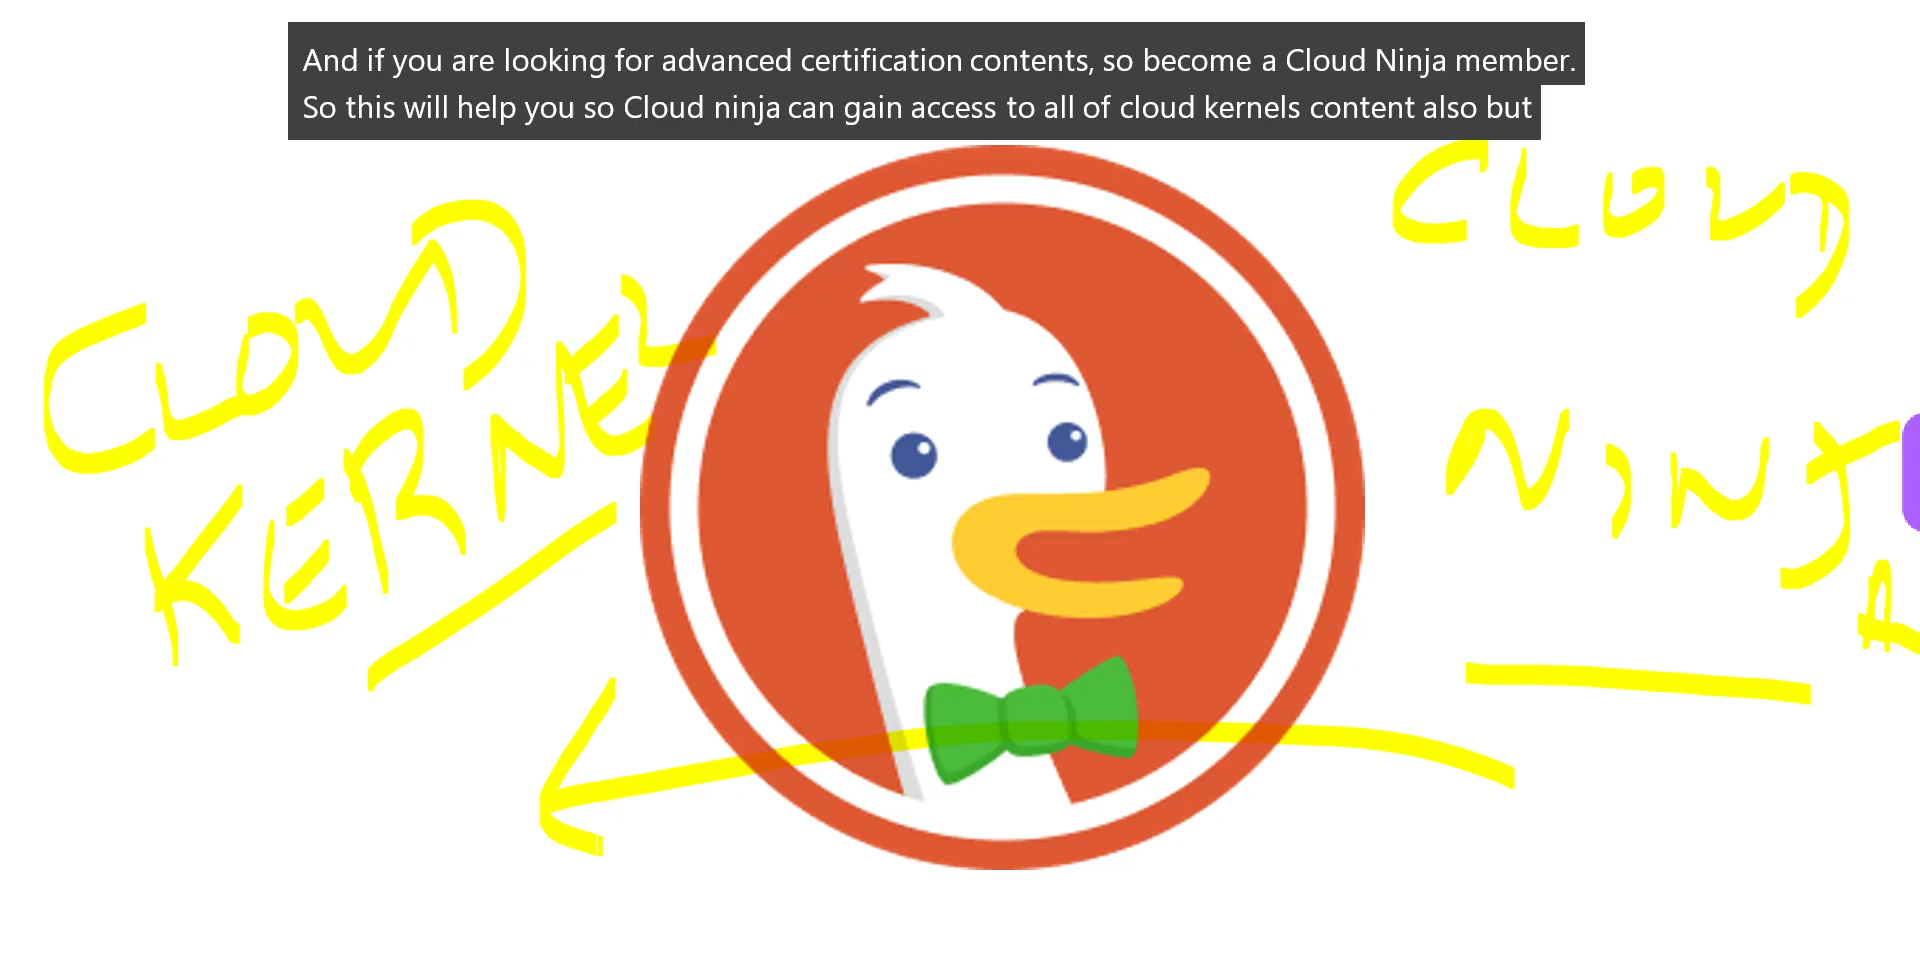 And if you are looking for advanced certification contents, so become a Cloud Ninja member.
So this will help you so Cloud ninja can gain access to all of cloud kernels content also but
CLOUD
KERNEL
CLOUD
NINJA